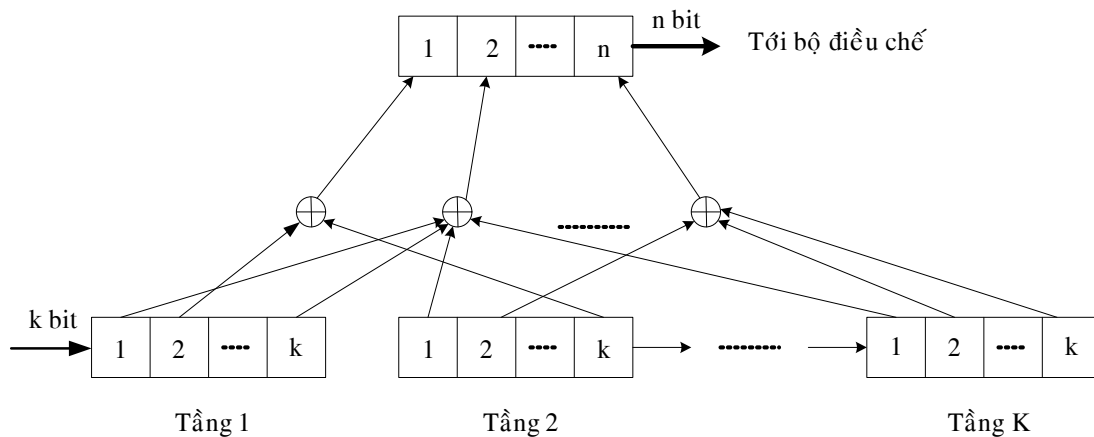 n bit
Tới bộ điều chế
1 2 n
k bit
1 2 k
1 2 k
1 2 k
Tầng 1
Tầng 2
Tầng K